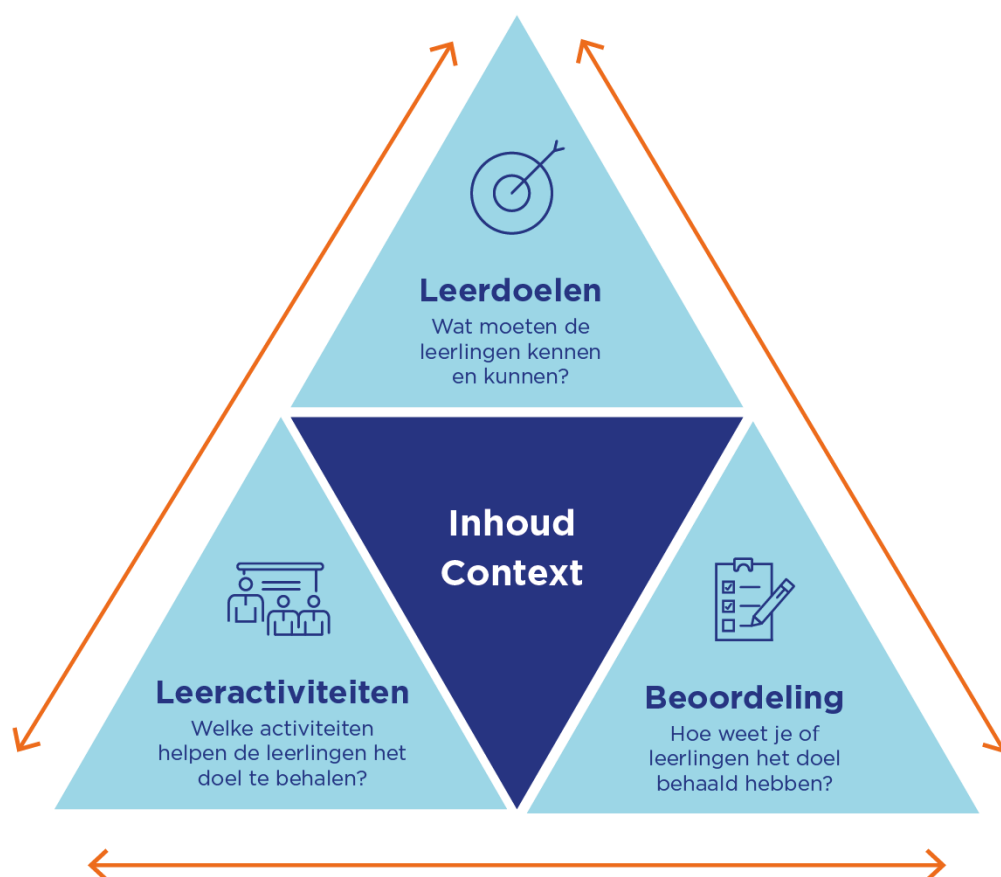 Leerdoelen
Wat moeten de
leerlingen kennen
en kunnen?
Inhoud
Context
Leeractiviteiten
Welke activiteiten
helpen de leerlingen het
doel te behalen?
Beoordeling
Hoe weet je of
leerlingen het doel
behaald hebben?